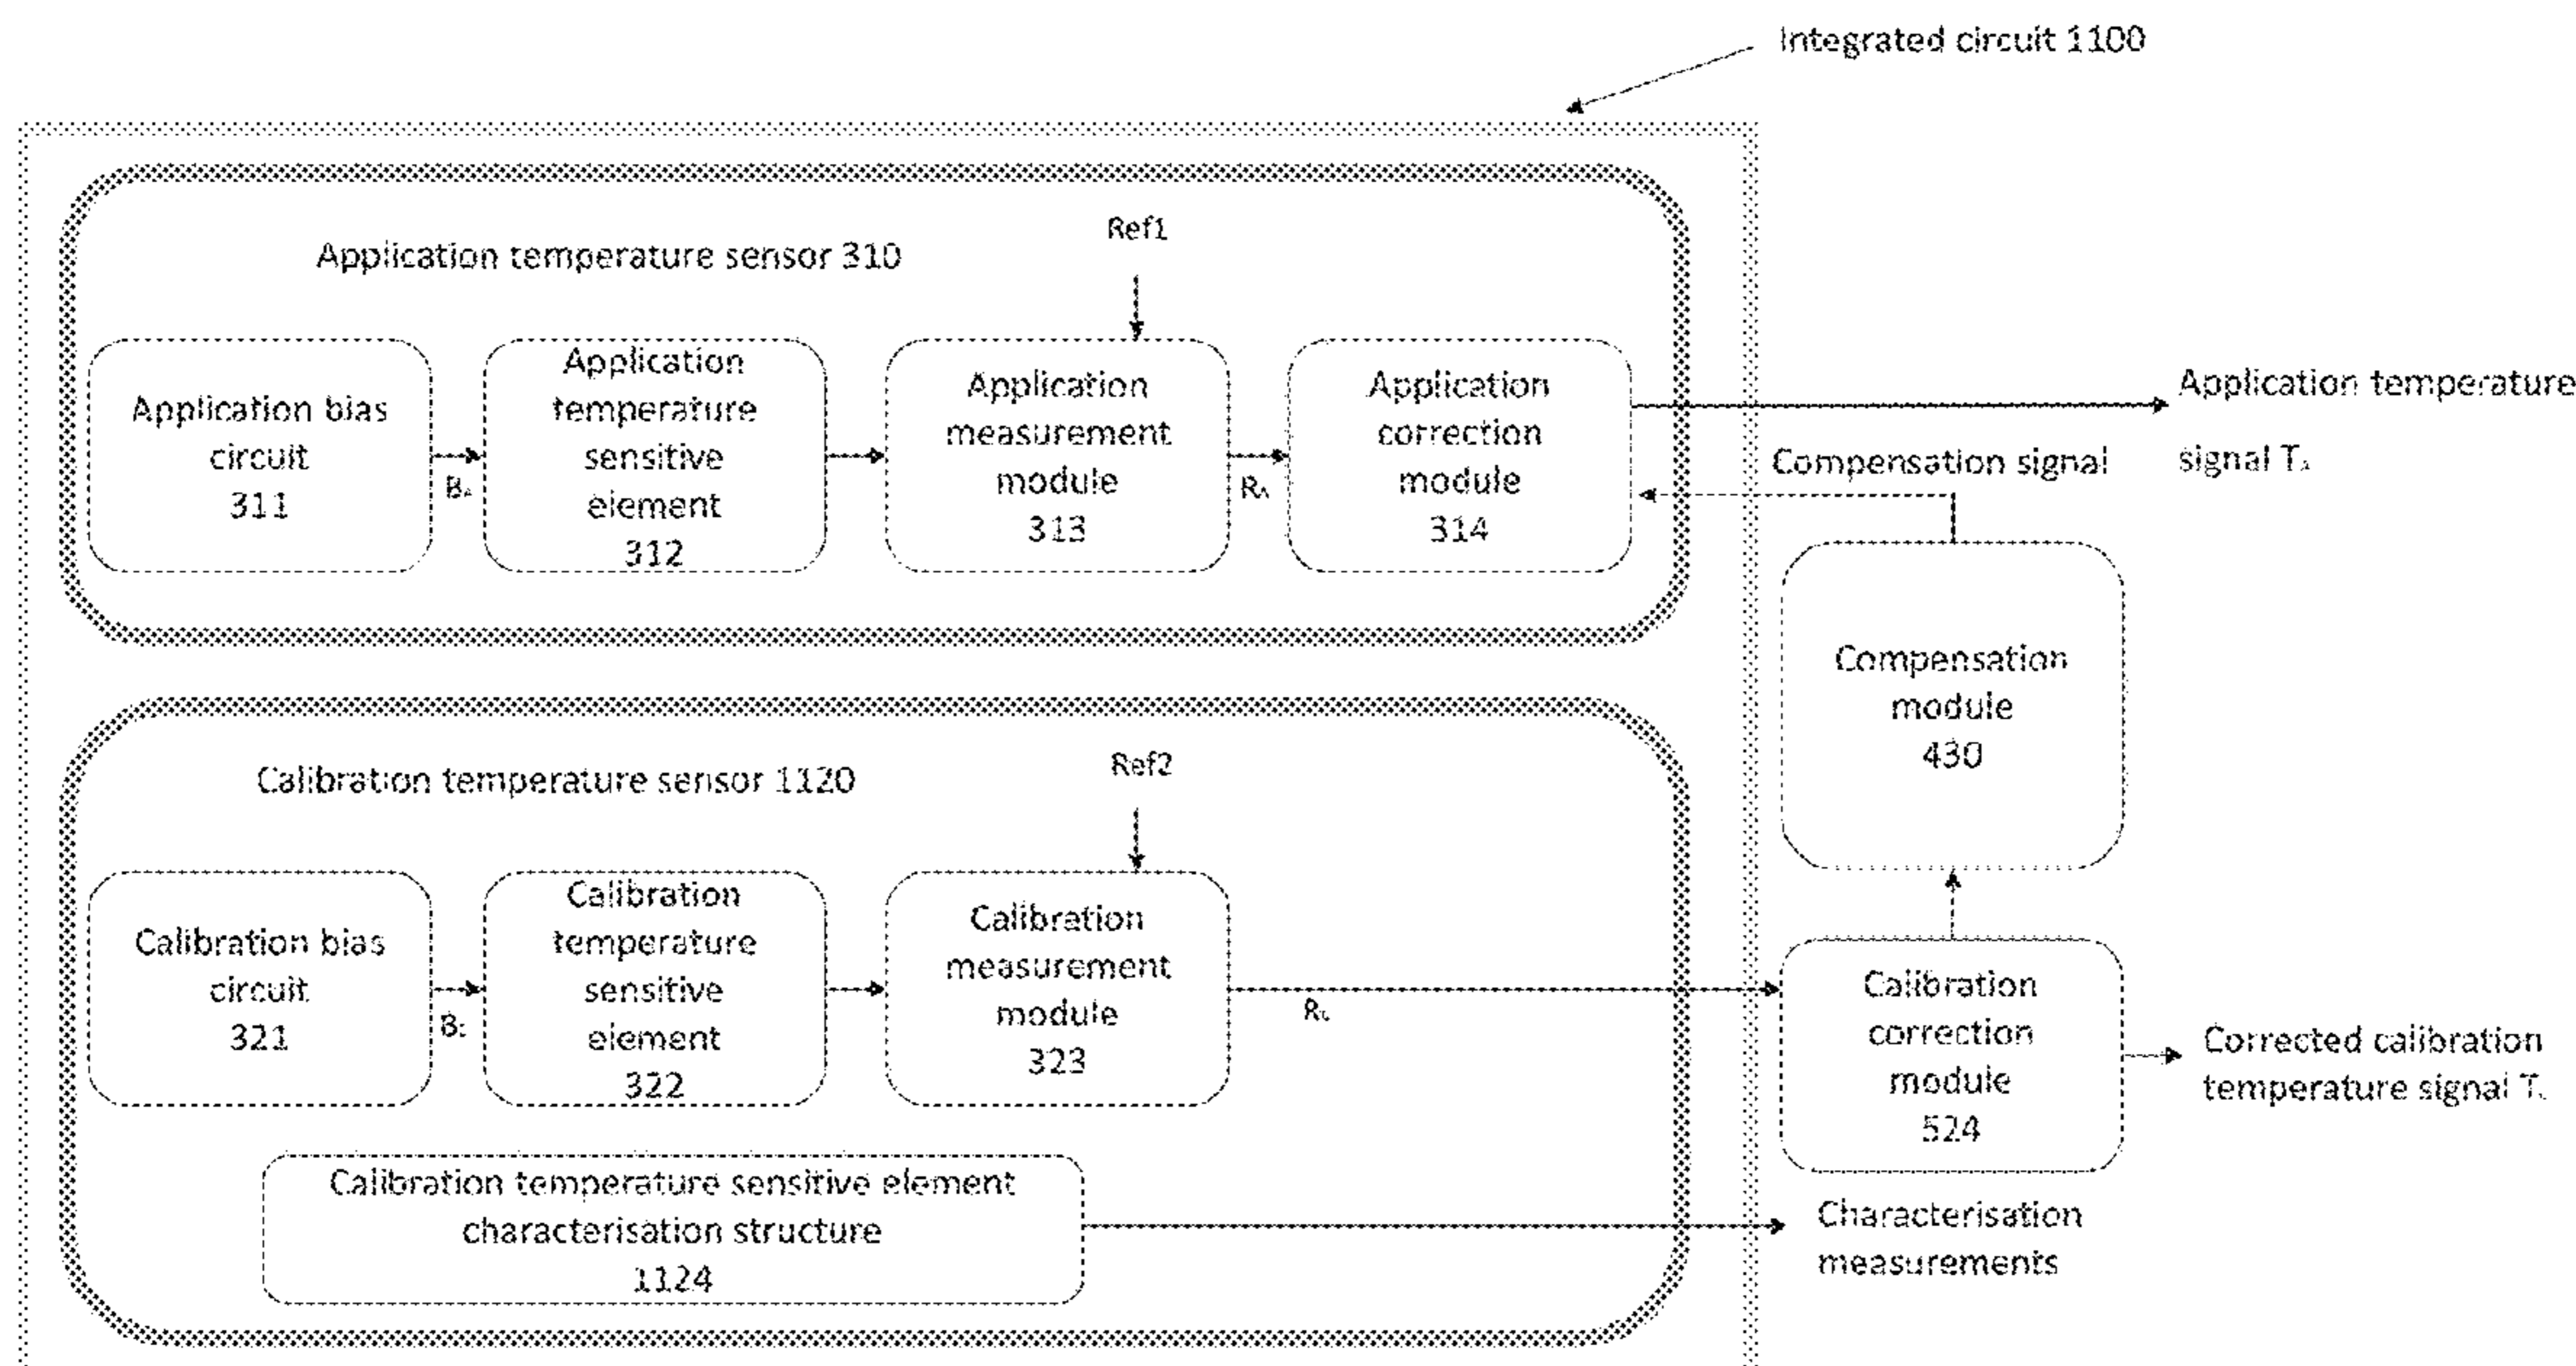 Integrated circuit 1100
Application temperature sensor 310
Ref1
Application bias
circuit
311
B
Application
temperature
sensitive
element
312
Application
measurement
module
313
R
Application
correction
module
314
Application temperature
signal T
Compensation signal
Compensation
module
430
Calibration temperature sensor 1120
Ref2
Calibration bias
circuit
321
B
Calibration
temperature
sensitive
element
322
Calibration
measurement
module
323
R
Calibration
correction
module
524
Corrected calibration
temperature signal T
Calibration temperature sensitive element
characterisation structure
1124
Characterisation
measurements